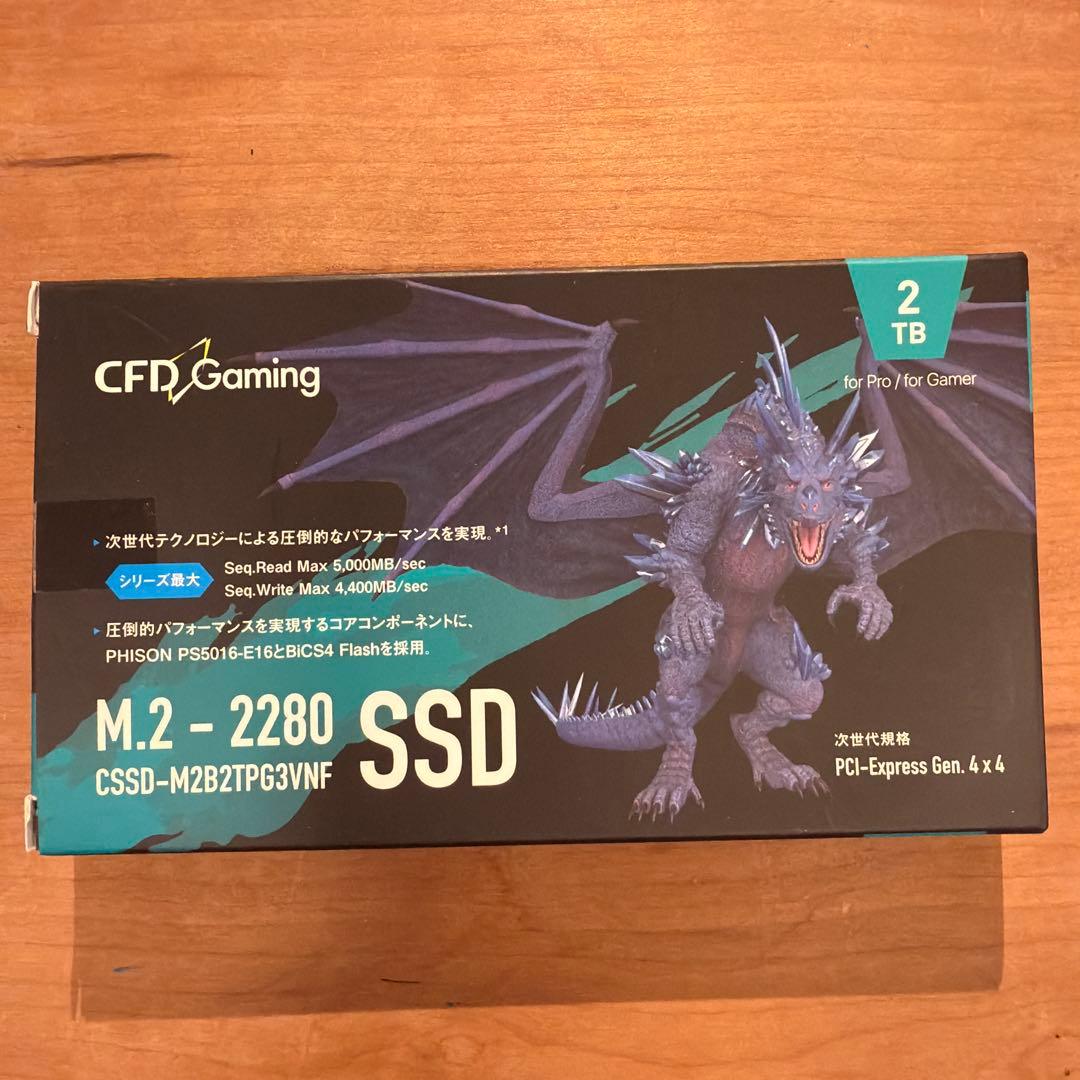 2
TB
for Pro / for Gamer
CFD Gaming
次世代テクノロジーによる圧倒的なパフォーマンスを実現。*1
シリーズ最大
Seq.Read Max 5,000MB/sec
Seq.Write Max 4,400MB/sec
圧倒的パフォーマンスを実現するコアコンポーネントに、
PHISON PS5016-E16とBiCS4 Flashを採用。
M.2 - 2280 SSD
CSSD-M2B2TPG3VNF
次世代規格
PCI-Express Gen. 4 x 4